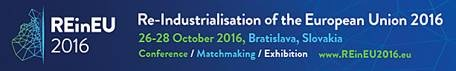 REinEU
2016
Re-Industrialisation of the European Union 2016
26-28 October 2016, Bratislava, Slovakia
Conference / Matchmaking / Exhibition www.REinEU2016.eu